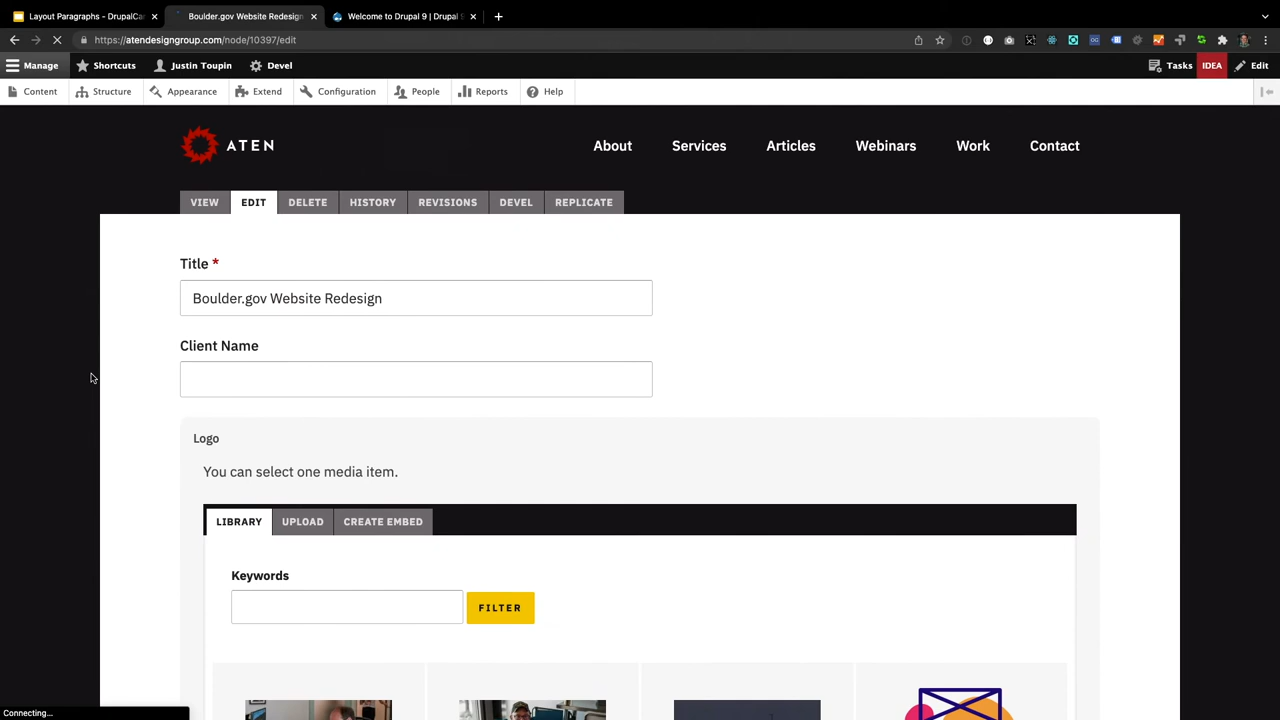 Layout Paragraphs - DrupalCa
Boulder.gov Website Redesign
Welcome to Drupal 9 | Drupal 9
https://atendesigngroup.com/node/10397/edit
Manage
Shortcuts
Justin Toupin
Devel
Tasks
IDEA
Edit
Content
Structure
Appearance
Extend
Configuration
People
Reports
Help
ATEN
About
Services
Articles
Webinars
Work
Contact
VIEW
EDIT
DELETE
HISTORY
REVISIONS
DEVEL
REPLICATE
Title *
Boulder.gov Website Redesign
Client Name
Logo
You can select one media item.
LIBRARY
UPLOAD
CREATE EMBED
Keywords
FILTER
Connecting...